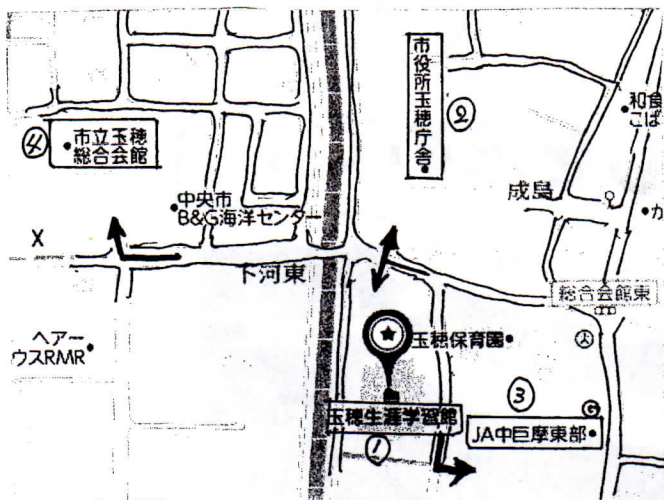 市役所玉穂庁舎
②
和食
こば
④
市立玉穂
総合会館
中央市
B&G海洋センター
成島
か
X
下河東
総合会館東
ヘアー
ウスRMR
玉穂保育園
③
玉穂生涯学習館
①
G
JA中巨摩東部